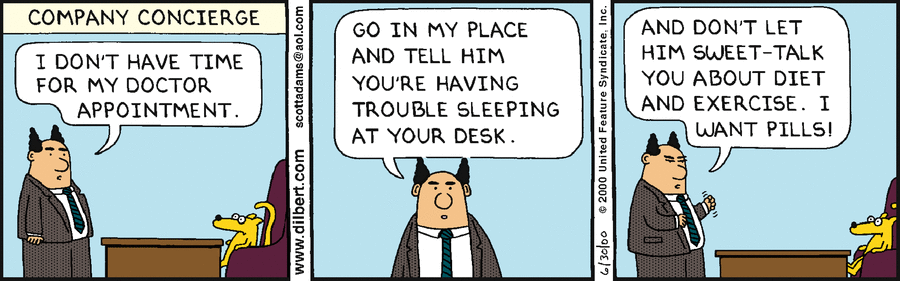 COMPANY CONCIERGE
I DON'T HAVE TIME
FOR MY DOCTOR
APPOINTMENT.
www.dilbert.com
scottadams@aol.com
GO IN MY PLACE
AND TELL HIM
YOU'RE HAVING
TROUBLE SLEEPING
AT YOUR DESK.
6/30/00 © 2000 United Feature Syndicate, Inc.
AND DON'T LET
HIM SWEET-TALK
YOU ABOUT DIET
AND EXERCISE. I
WANT PILLS!